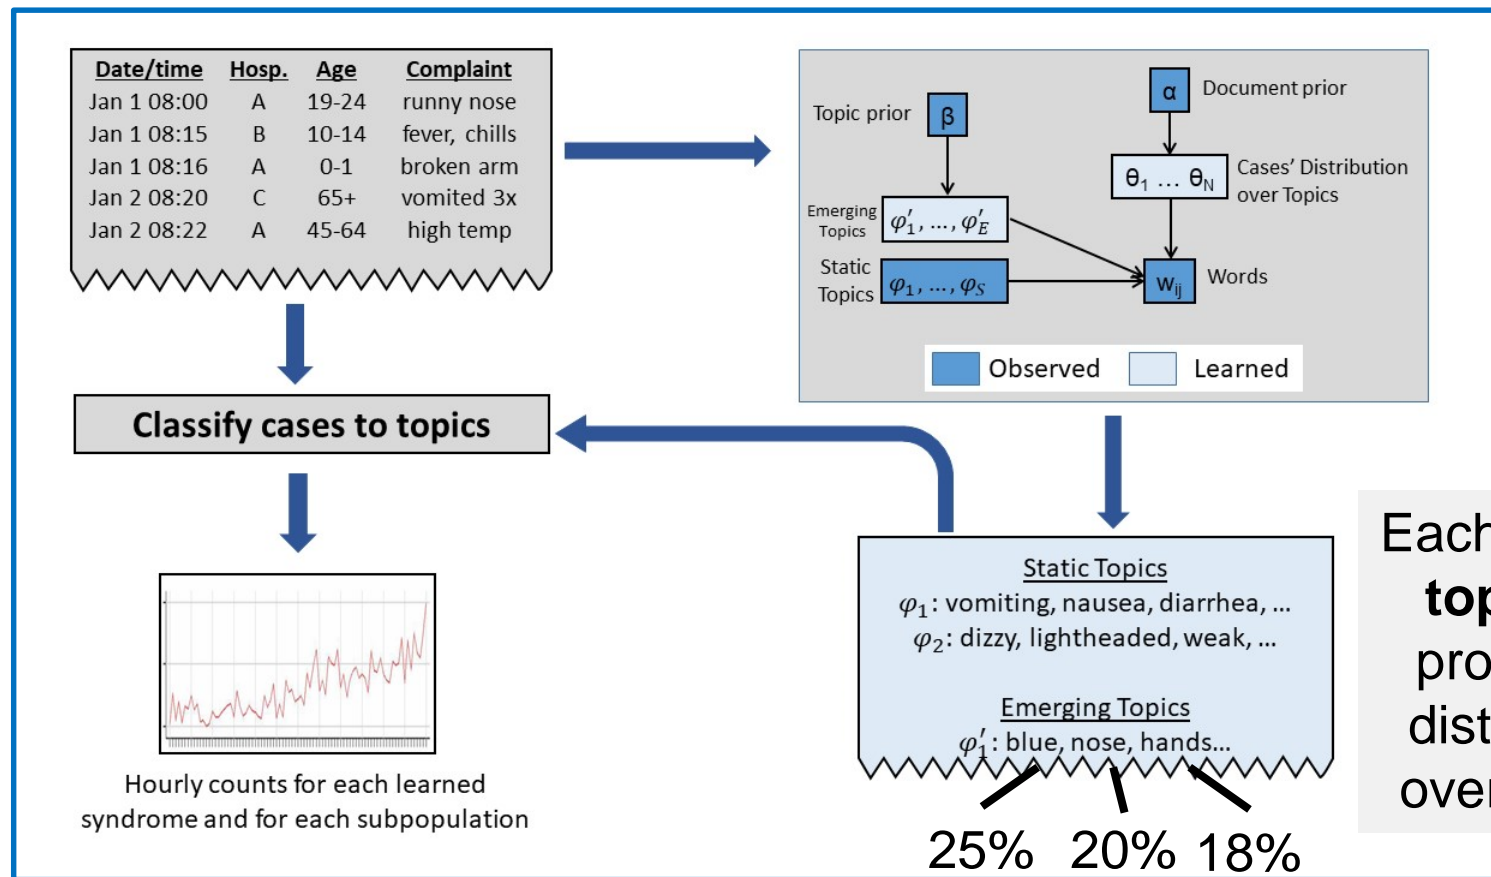 Date/time Hosp. Age Complaint
Jan 1 08:00 A 19-24 runny nose
Jan 1 08:15 B 10-14 fever, chills
Jan 1 08:16 A 0-1 broken arm
Jan 2 08:20 C 65+ vomited 3x
Jan 2 08:22 A 45-64 high temp
Topic prior
β
α
Document prior
θ1 ... θN
Cases' Distribution
over Topics
Emerging
Topics
φ′1, ..., φ′E
Static
Topics
φ1, ..., φS
wij
Words
Observed
Learned
Classify cases to topics
Hourly counts for each learned
syndrome and for each subpopulation
Static Topics
φ1: vomiting, nausea, diarrhea, ...
φ2: dizzy, lightheaded, weak, ...
Emerging Topics
φ′1: blue, nose, hands...
25% 20% 18%
Each
top
pro
dist
over